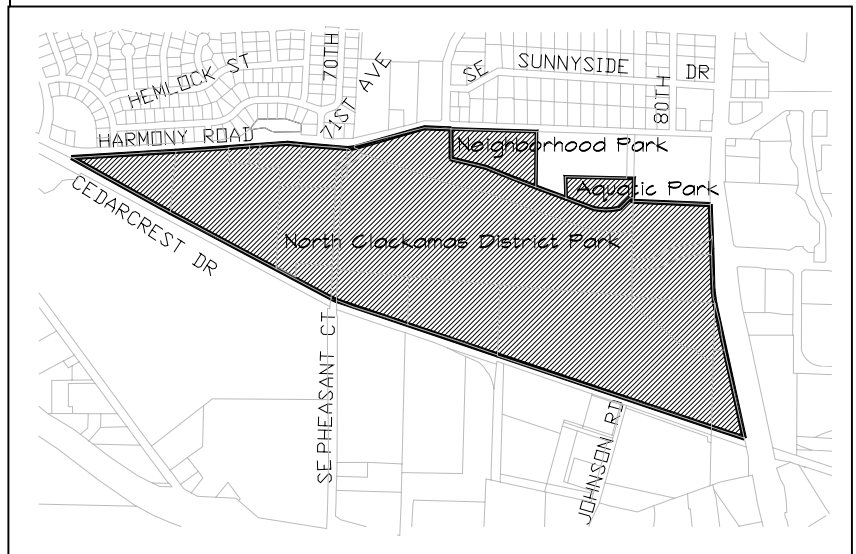 70TH
SE SUNNYSIDE DR
HEMLOCK ST
71ST AVE
80TH
HARMONY ROAD
Neighborhood Park
Aquatic Park
CEDARCREST DR
North Clackamas District Park
SE PHEASANT CT
JOHNSON RD